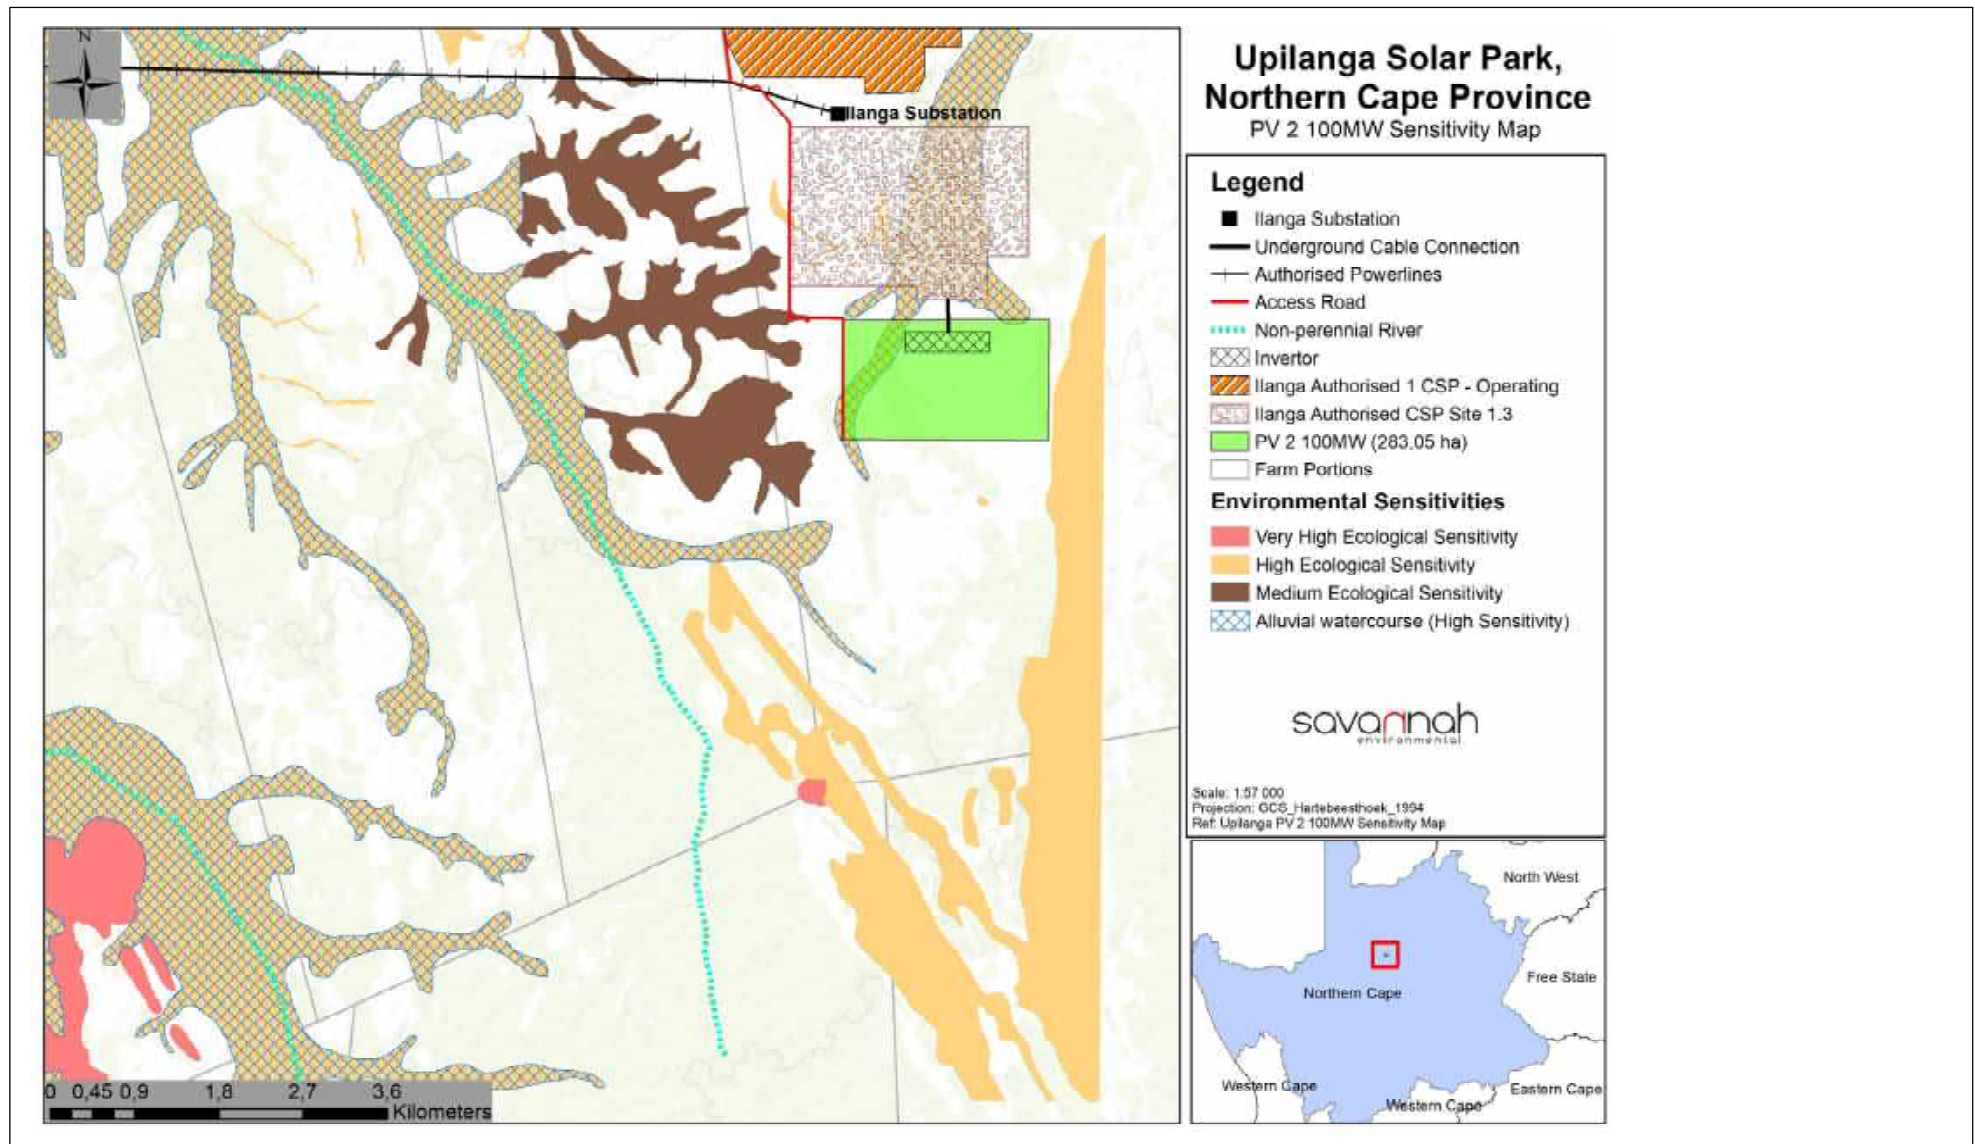 N
Ilanga Substation
0 0,45 0,9 1,8 2,7 3,6
Kilometers
Upilanga Solar Park,
Northern Cape Province
PV 2 100MW Sensitivity Map
Legend
Ilanga Substation
Underground Cable Connection
Authorised Powerlines
Access Road
Non-perennial River
Invertor
Ilanga Authorised 1 CSP - Operating
Ilanga Authorised CSP Site 1.3
PV 2 100MW (283,05 ha)
Farm Portions
Environmental Sensitivities
Very High Ecological Sensitivity
High Ecological Sensitivity
Medium Ecological Sensitivity
Alluvial watercourse (High Sensitivity)
savannah
environmental
Scale: 1:57 000
Projection: GCS_Hartebeesthoek_1994
Ref: Upilanga PV 2 100MW Sensitivity Map
North West
Free State
Northern Cape
Western Cape
Eastern Cape
Western Cape